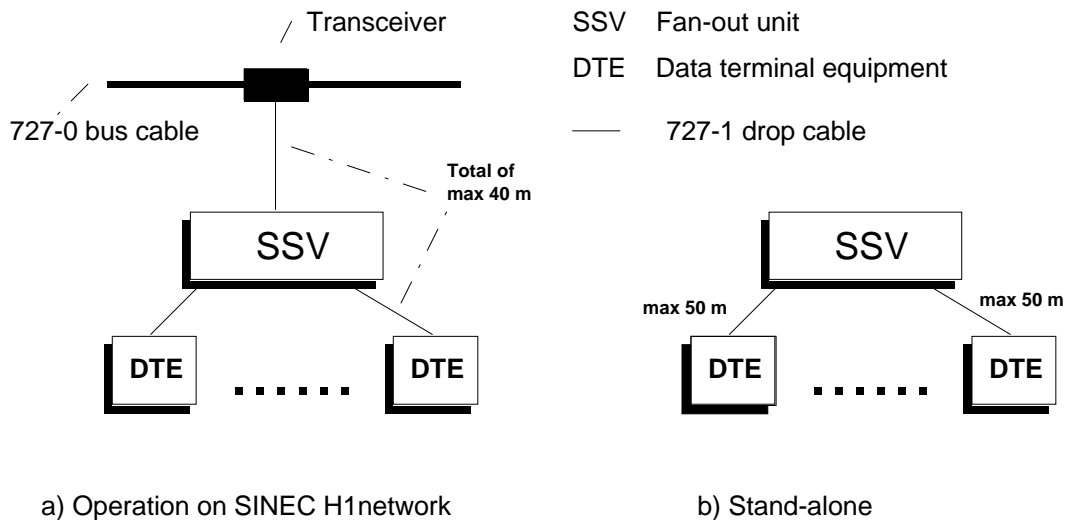 Transceiver
SSV Fan-out unit
DTE Data terminal equipment
727-0 bus cable
727-1 drop cable
Total of
max 40 m
SSV
SSV
max 50 m
max 50 m
DTE
DTE
DTE
DTE
a) Operation on SINEC H1network
b) Stand-alone